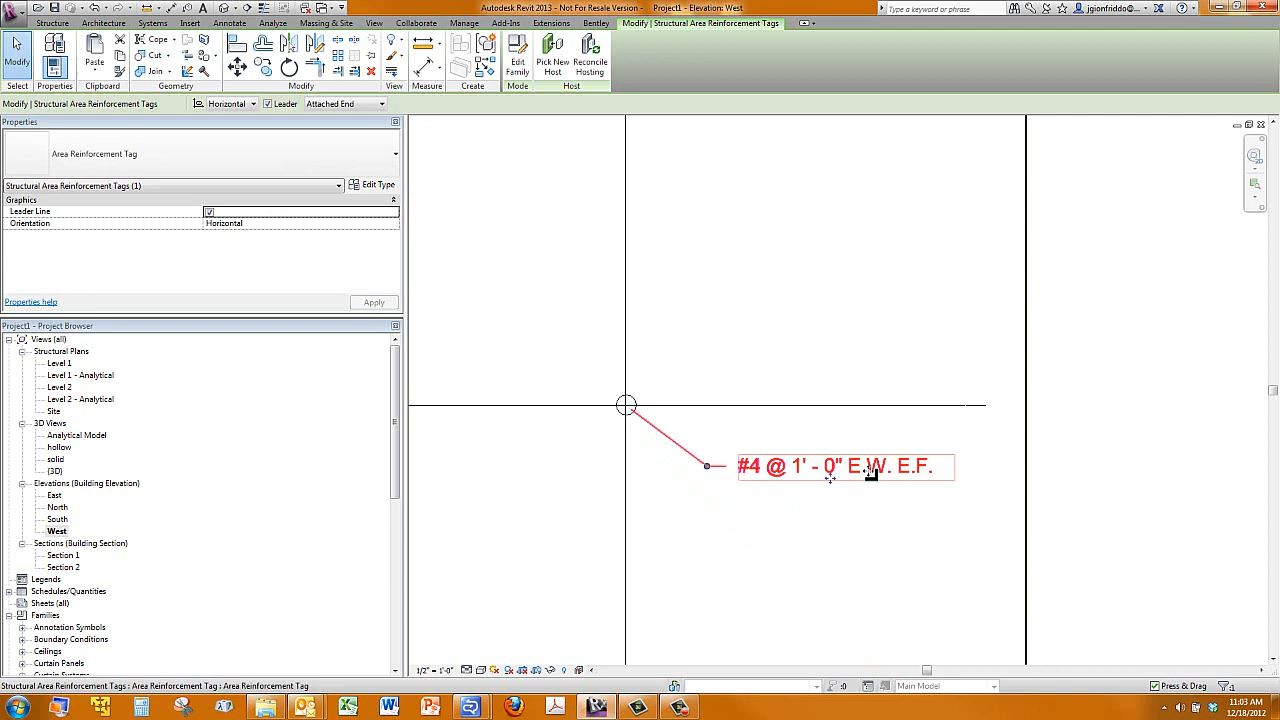 Autodesk Revit 2013 - Not For Resale Version - Project1 - Elevation: West
Type a keyword or phrase
jgionfriddo
Structure
Architecture
Systems
Insert
Annotate
Analyze
Massing & Site
View
Collaborate
Manage
Add-Ins
Extensions
Bentley
Modify | Structural Area Reinforcement Tags
Modify
Paste
Cope
Cut
Join
Edit Family
Pick New Host
Reconcile Hosting
Select
Properties
Clipboard
Geometry
Modify
View
Measure
Create
Mode
Host
Modify | Structural Area Reinforcement Tags
Horizontal
Leader
Attached End
Properties
Area Reinforcement Tag
Structural Area Reinforcement Tags (1)
Edit Type
Graphics
Leader Line
Orientation
Horizontal
Properties help
Apply
Project1 - Project Browser
Views (all)
Structural Plans
Level 1
Level 1 - Analytical
Level 2
Level 2 - Analytical
Site
3D Views
Analytical Model
hollow
solid
{3D}
Elevations (Building Elevation)
East
North
South
West
Sections (Building Section)
Section 1
Section 2
Legends
Schedules/Quantities
Sheets (all)
Families
Annotation Symbols
Boundary Conditions
Ceilings
Curtain Panels
#4 @ 1' - 0" E.W. E.F.
1/2" = 1'-0"
Structural Area Reinforcement Tags : Area Reinforcement Tag : Area Reinforcement Tag
:0
Main Model
Press & Drag
:1
11:03 AM
12/18/2012